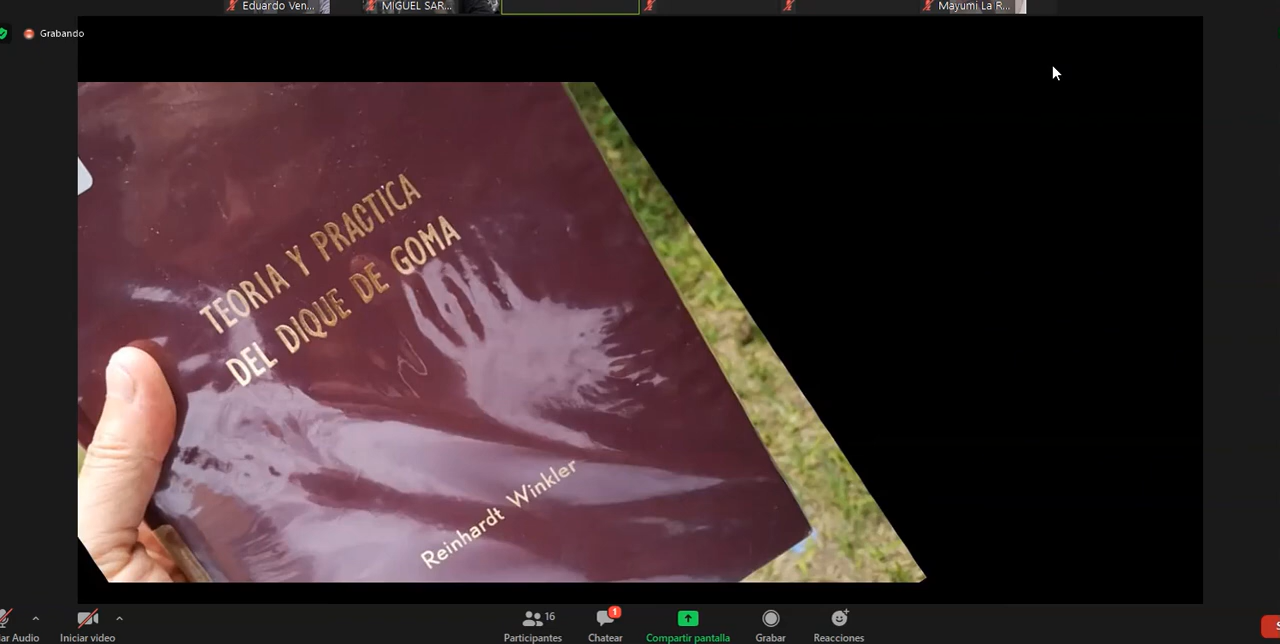 Eduardo Ven...
MIGUEL SAR...
Mayumi La R...
Grabando
TEORIA Y PRACTICA
DEL DIQUE DE GOMA
Reinhardt Winkler
Audio
Iniciar video
16
Participantes
1
Chatear
Compartir pantalla
Grabar
Reacciones